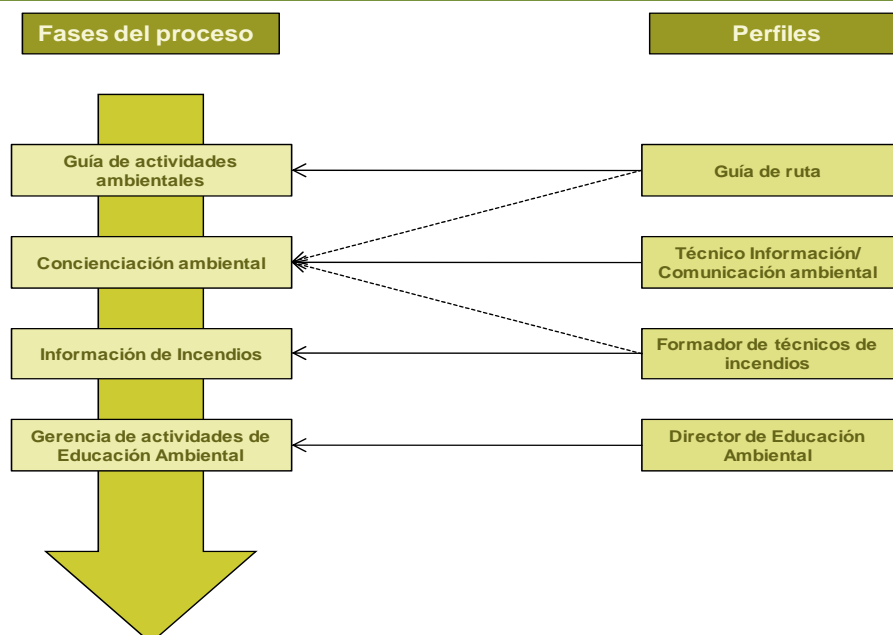 Fases del proceso
Perfiles
Guía de actividades
ambientales
Guía de ruta
Concienciación ambiental
Técnico Información/
Comunicación ambiental
Información de Incendios
Formador de técnicos de
incendios
Gerencia de actividades de
Educación Ambiental
Director de Educación
Ambiental